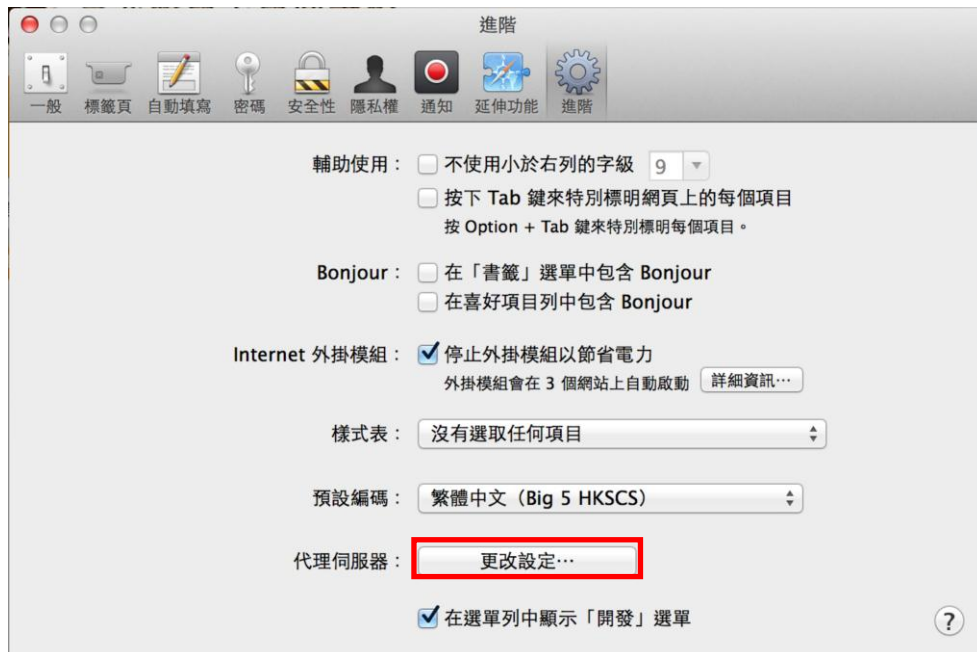 進階
一般 標籤頁 自動填寫 密碼 安全性 隱私權 通知 延伸功能 進階
輔助使用： 不使用小於右列的字級 9
按下 Tab 鍵來特別標明網頁上的每個項目
按 Option + Tab 鍵來特別標明每個項目。
Bonjour： 在「書籤」選單中包含 Bonjour
在喜好項目列中包含 Bonjour
Internet 外掛模組： 停止外掛模組以節省電力
外掛模組會在 3 個網站上自動啟動 詳細資訊⋯
樣式表： 沒有選取任何項目
預設編碼： 繁體中文（Big 5 HKSCS）
代理伺服器： 更改設定⋯
在選單列中顯示「開發」選單 ?